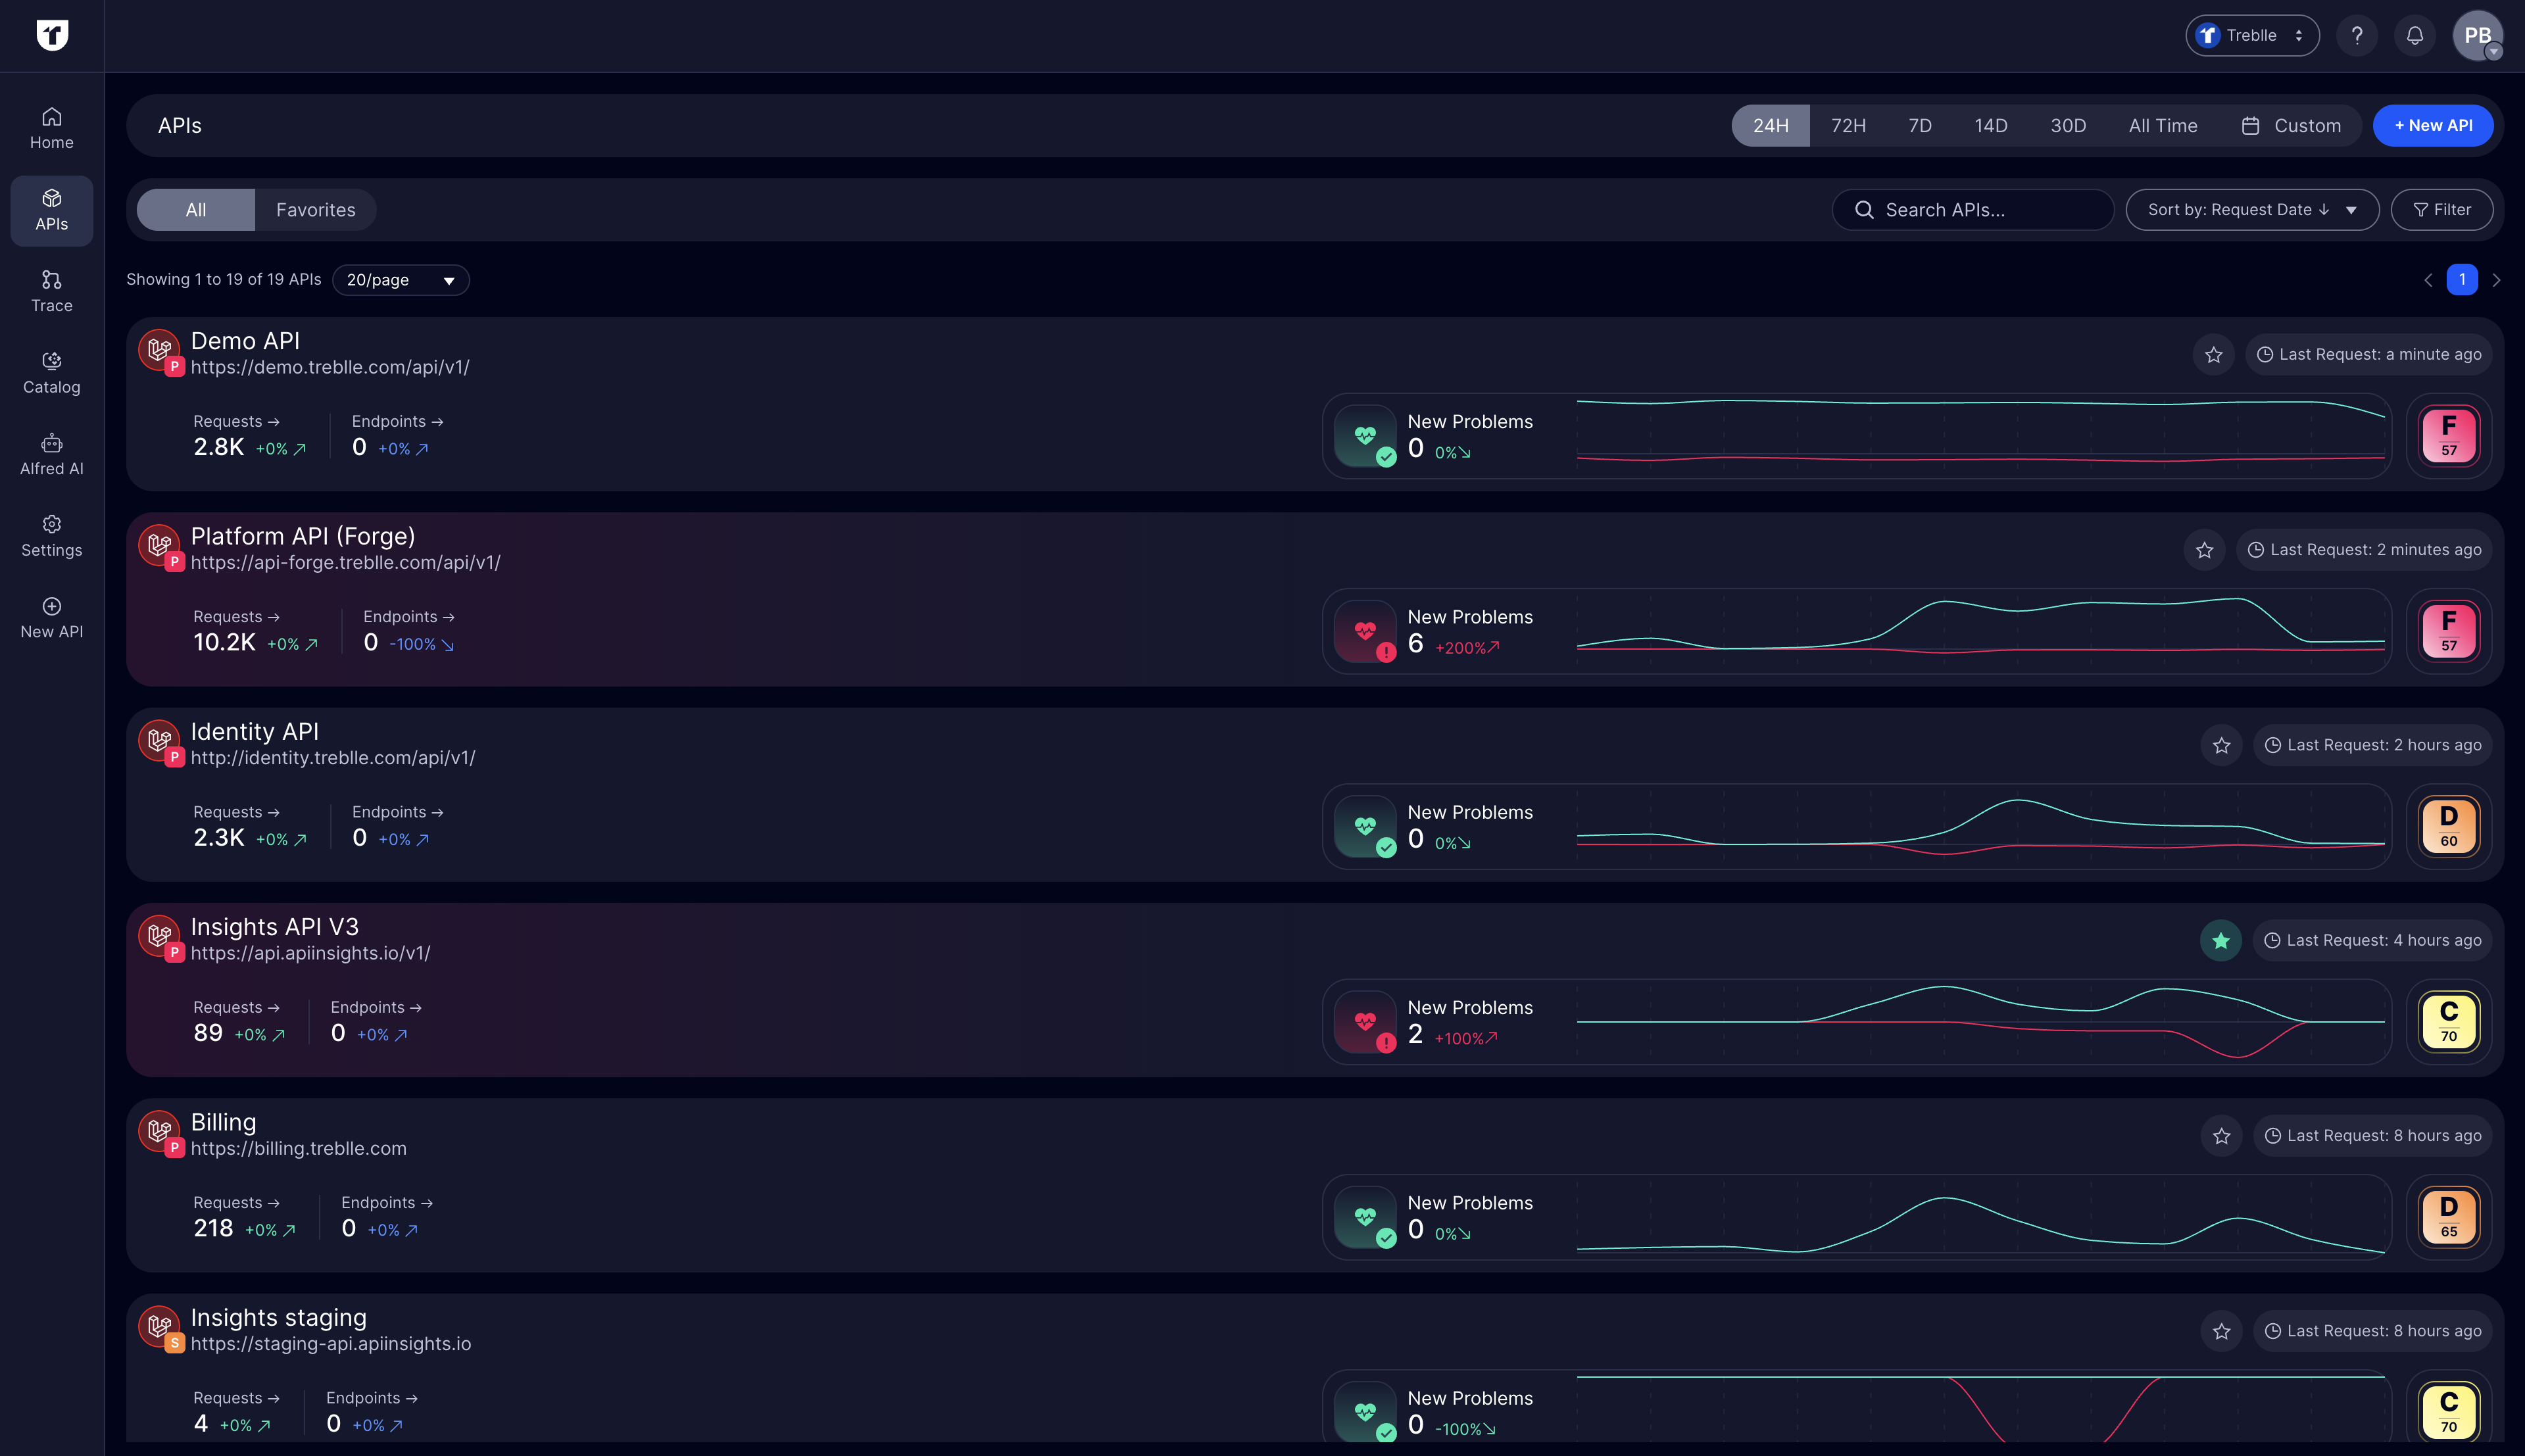 Treblle
?
PB
Home
APIs
Trace
Catalog
Alfred AI
Settings
New API
APIs
24H 72H 7D 14D 30D All Time Custom
+ New API
All Favorites
Search APIs...
Sort by: Request Date ↓
Filter
Showing 1 to 19 of 19 APIs
20/page
1
Demo API
P
https://demo.treblle.com/api/v1/
Last Request: a minute ago
Requests → Endpoints →
2.8K +0% ↗ 0 +0% ↗
New Problems
0 0%↘
F
57
Platform API (Forge)
P
https://api-forge.treblle.com/api/v1/
Last Request: 2 minutes ago
Requests → Endpoints →
10.2K +0% ↗ 0 -100% ↘
New Problems
6 +200%↗
F
57
Identity API
P
http://identity.treblle.com/api/v1/
Last Request: 2 hours ago
Requests → Endpoints →
2.3K +0% ↗ 0 +0% ↗
New Problems
0 0%↘
D
60
Insights API V3
P
https://api.apiinsights.io/v1/
Last Request: 4 hours ago
Requests → Endpoints →
89 +0% ↗ 0 +0% ↗
New Problems
2 +100%↗
C
70
Billing
P
https://billing.treblle.com
Last Request: 8 hours ago
Requests → Endpoints →
218 +0% ↗ 0 +0% ↗
New Problems
0 0%↘
D
65
Insights staging
S
https://staging-api.apiinsights.io
Last Request: 8 hours ago
Requests → Endpoints →
4 +0% ↗ 0 +0% ↗
New Problems
0 -100%↘
C
70